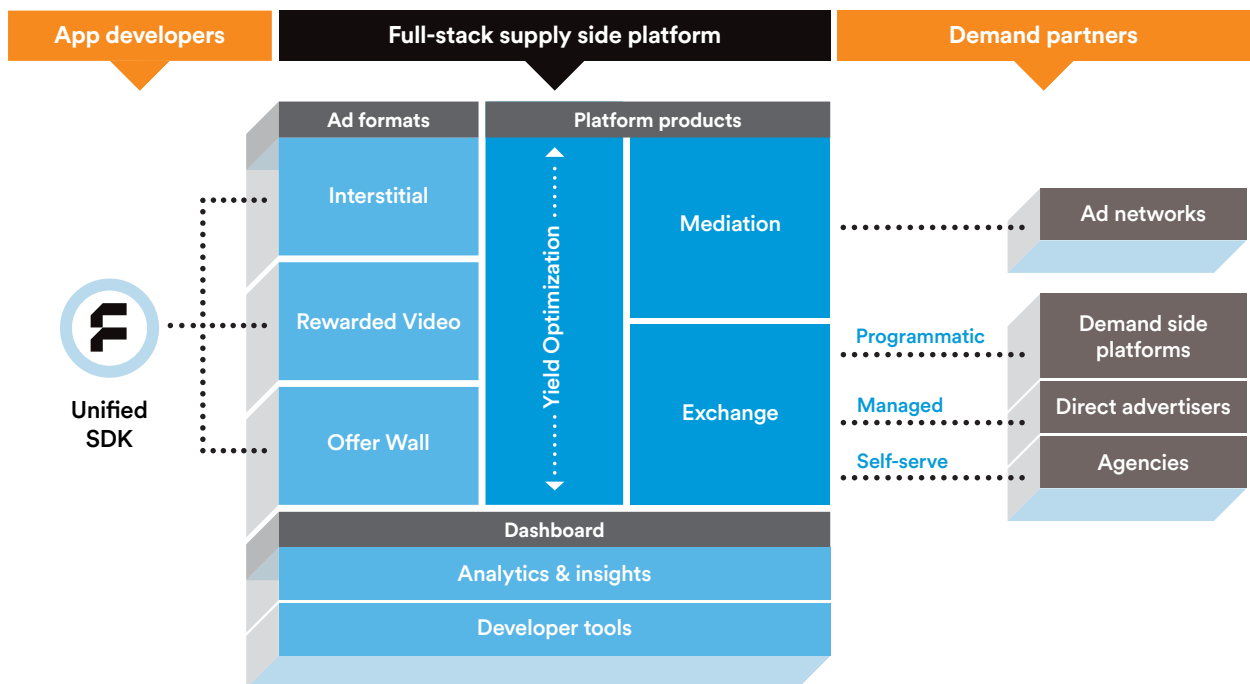 App developers
Full-stack supply side platform
Demand partners
Ad formats
Platform products
Interstitial
Rewarded Video
Offer Wall
Yield Optimization
Mediation
Exchange
Unified
SDK
Programmatic
Managed
Self-serve
Ad networks
Demand side
platforms
Direct advertisers
Agencies
Dashboard
Analytics & insights
Developer tools